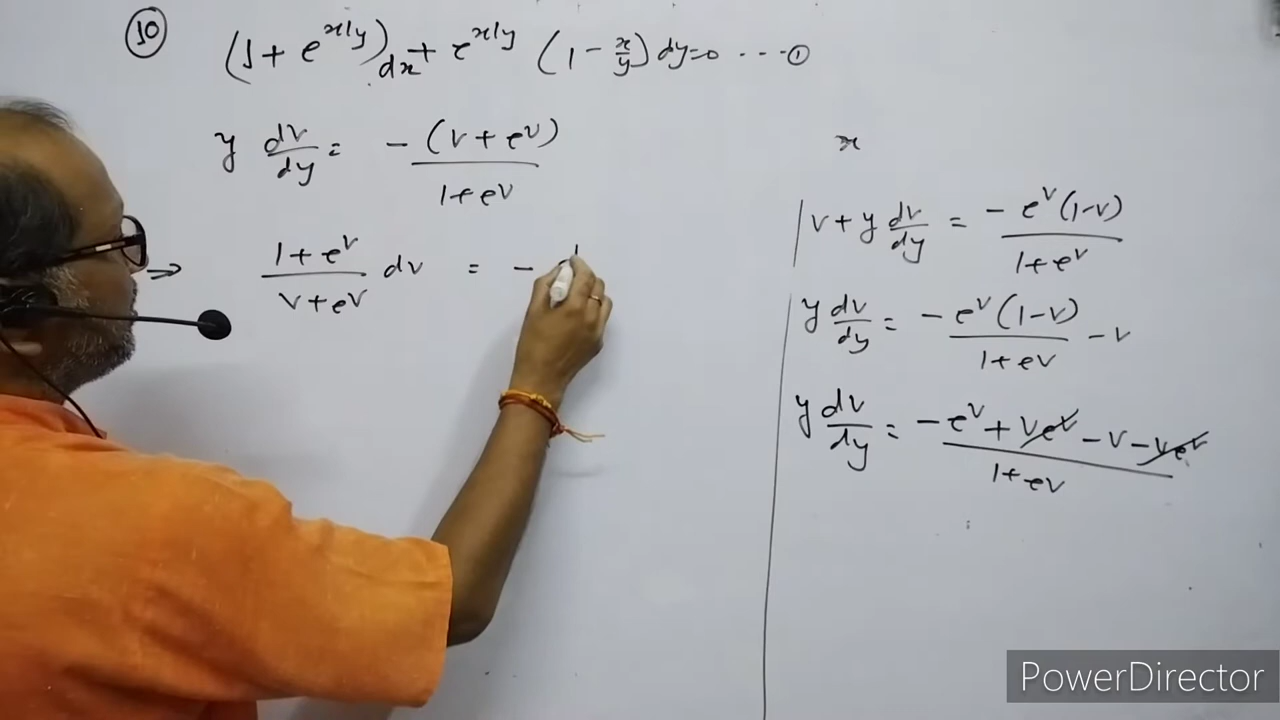 10 (1 + e^{x/y}) dx + e^{x/y} (1 - x/y) dy = 0 ---- ①
y dv/dy = - (v + e^v) / 1 + e^v
⇒ 1 + e^v / v + e^v dv = -
x
v + y dv/dy = - e^v (1-v) / 1 + e^v
y dv/dy = - e^v (1-v) / 1 + e^v - v
y dv/dy = - e^v + ve^v - v - ve^v / 1 + e^v
PowerDirector